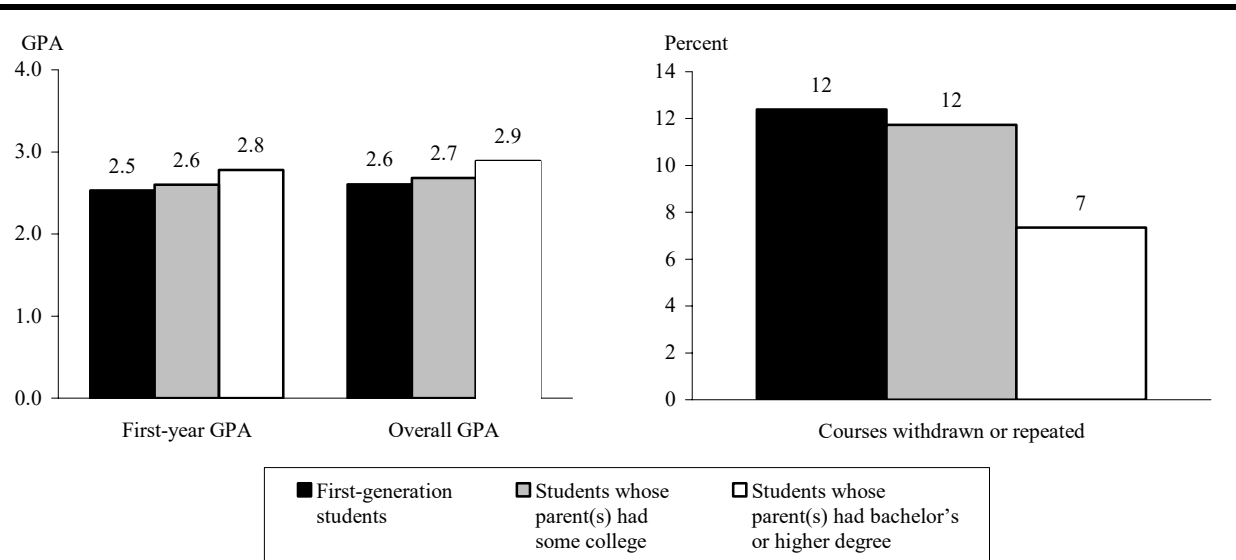 GPA
4.0
3.0
2.0
1.0
0.0
2.5
2.6
2.8
2.6
2.7
2.9
First-year GPA
Overall GPA
Percent
14
12
10
8
6
4
2
0
12
12
7
Courses withdrawn or repeated
First-generation
students
Students whose
parent(s) had
some college
Students whose
parent(s) had bachelor's
or higher degree